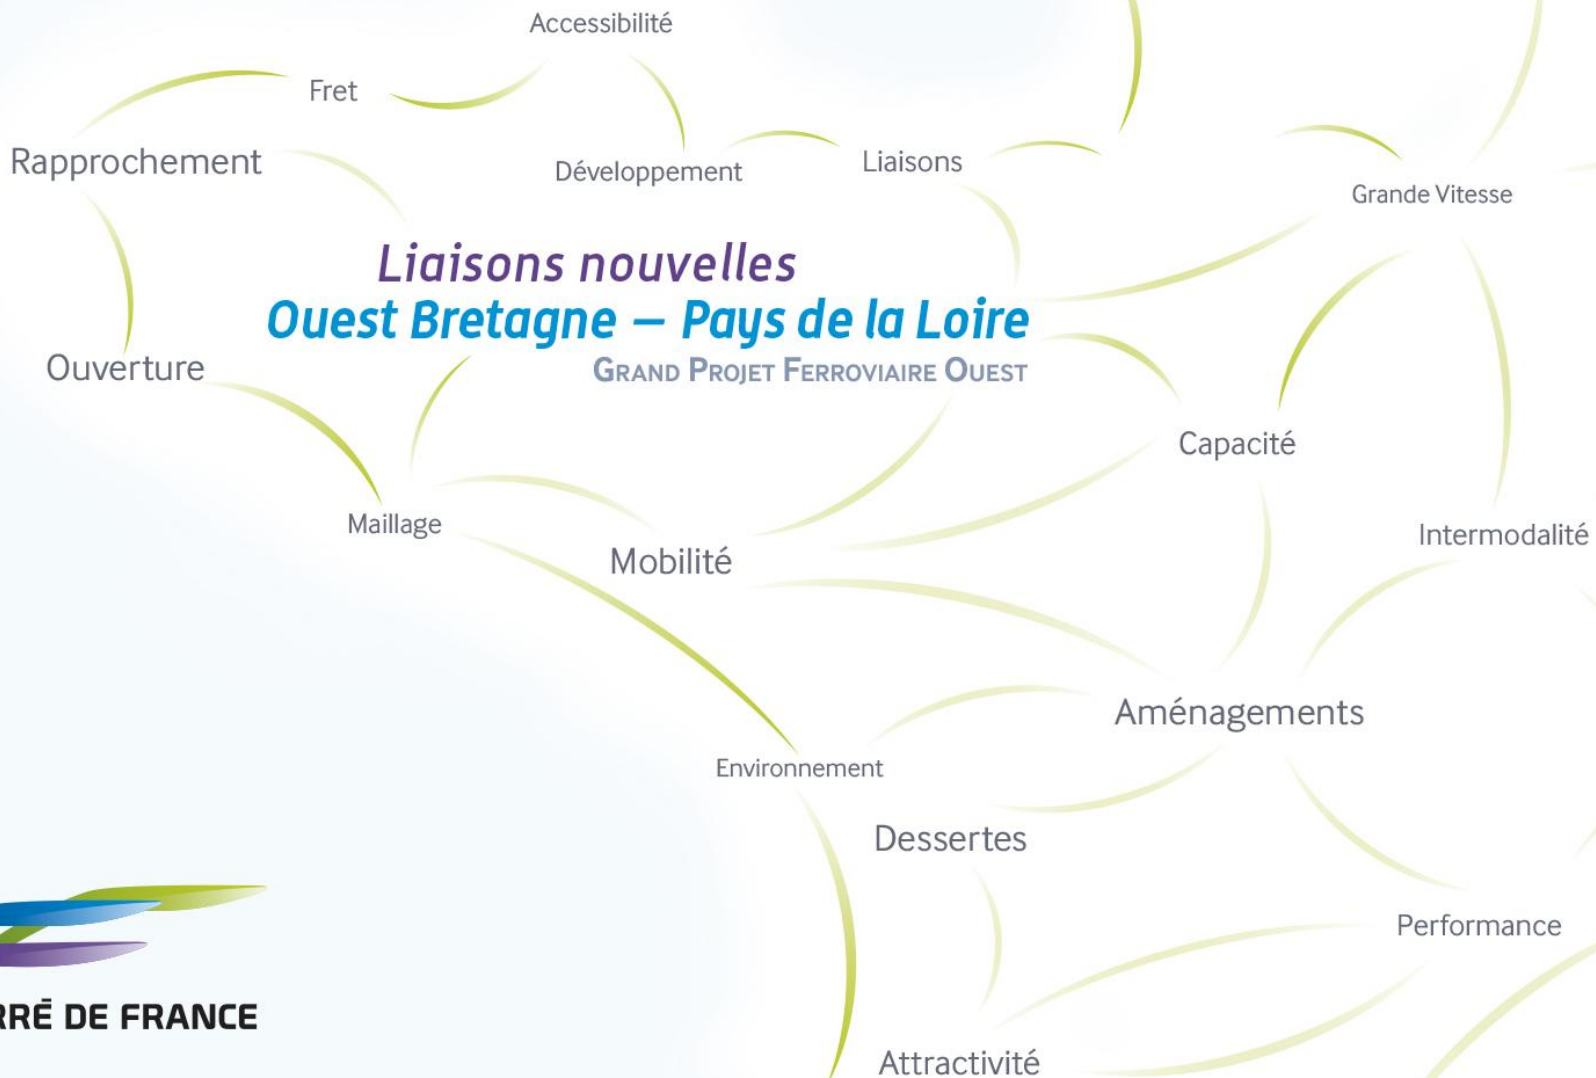 Accessibilité
Fret
Rapprochement
Développement
Liaisons
Grande Vitesse
Liaisons nouvelles
Ouest Bretagne – Pays de la Loire
GRAND PROJET FERROVIAIRE OUEST
Ouverture
Capacité
Maillage
Mobilité
Intermodalité
Aménagements
Environnement
Dessertes
Performance
RRÉ DE FRANCE
Attractivité